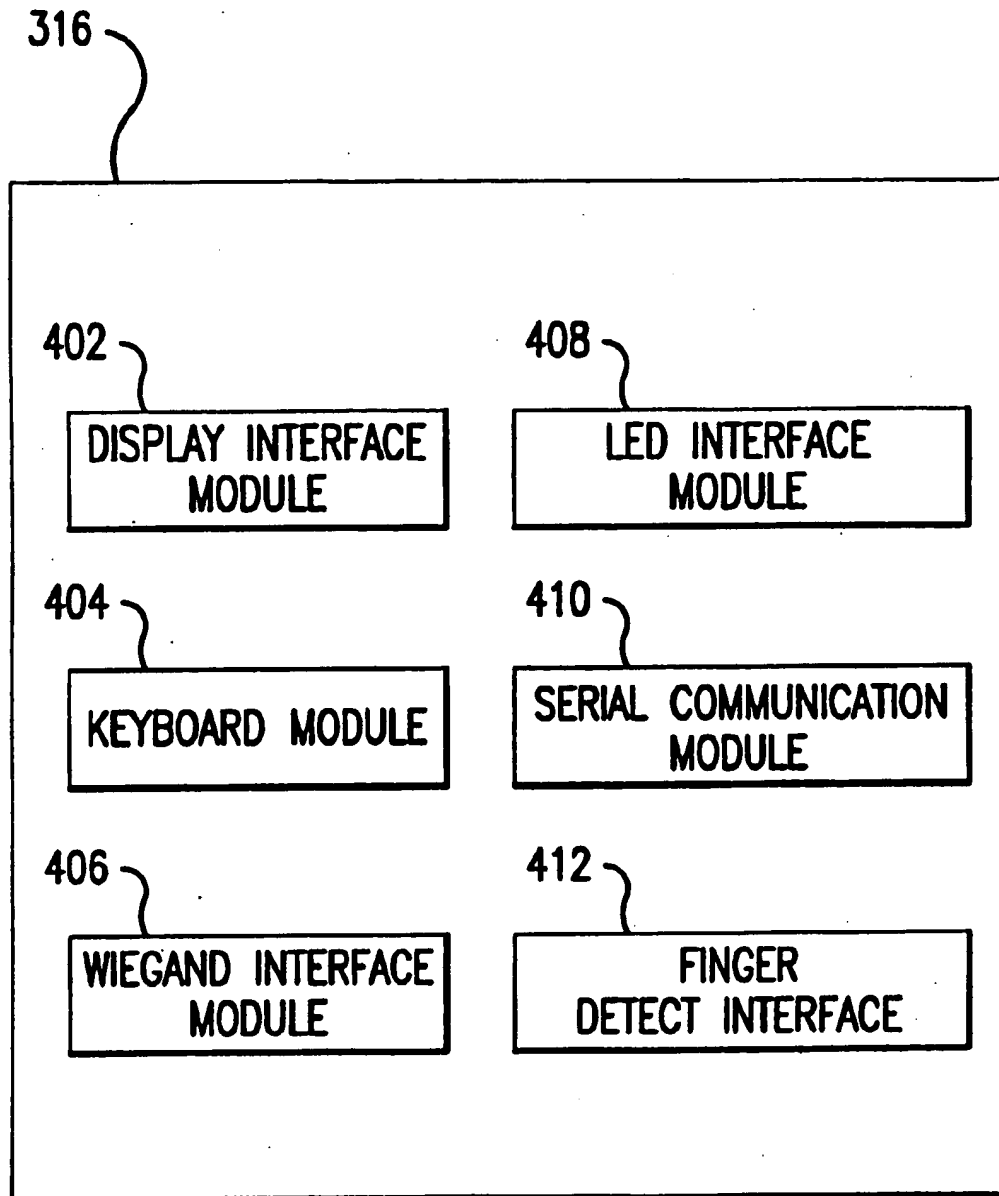 316
402
DISPLAY INTERFACE
MODULE
408
LED INTERFACE
MODULE
404
KEYBOARD MODULE
410
SERIAL COMMUNICATION
MODULE
406
WIEGAND INTERFACE
MODULE
412
FINGER
DETECT INTERFACE